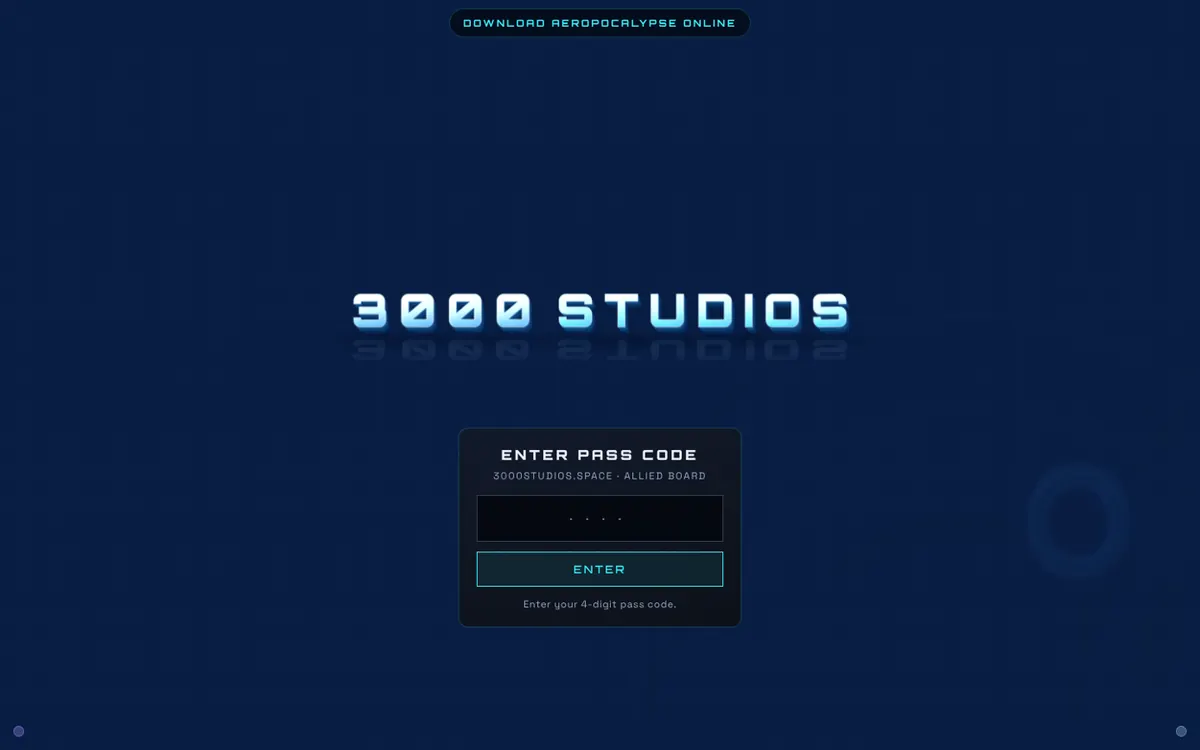 DOWNLOAD AEROPOCALYPSE ONLINE
3000 STUDIOS
ENTER PASS CODE
3000STUDIOS.SPACE · ALLIED BOARD
· · · ·
ENTER
Enter your 4-digit pass code.